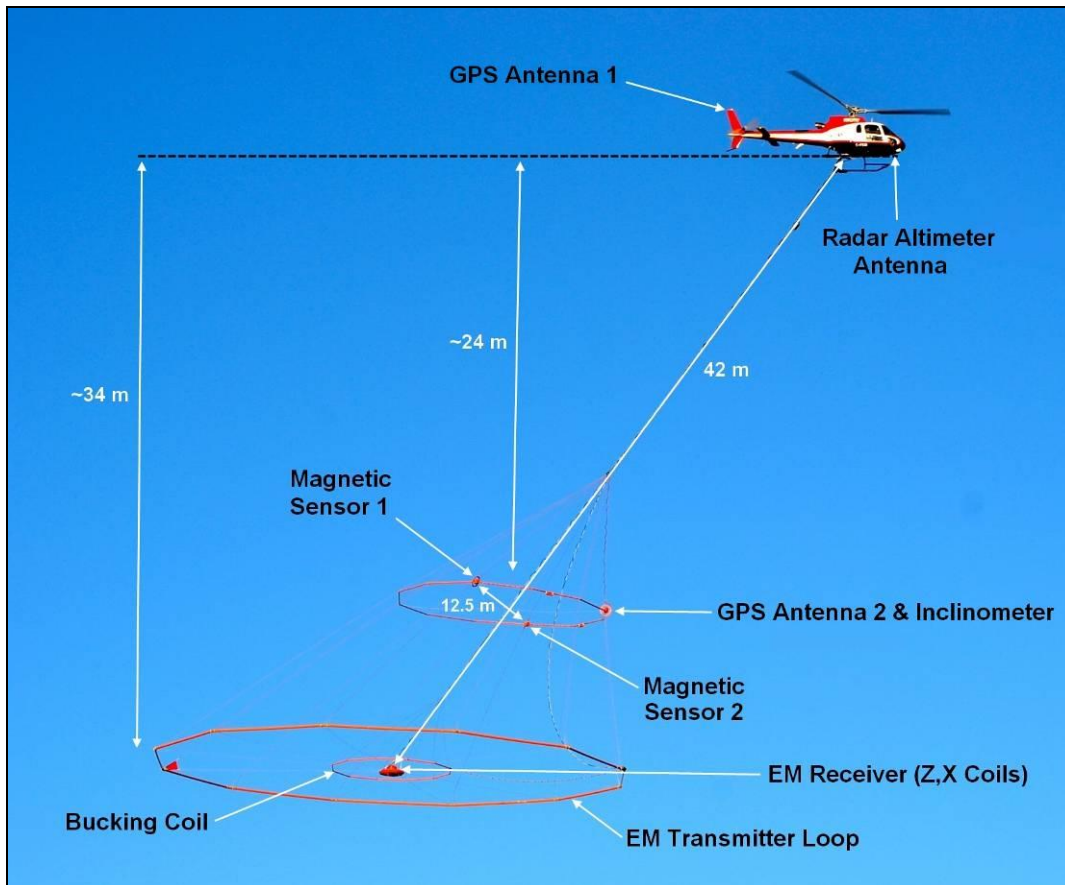 GPS Antenna 1
Radar Altimeter
Antenna
~24 m
42 m
~34 m
Magnetic
Sensor 1
12.5 m
GPS Antenna 2 & Inclinometer
Magnetic
Sensor 2
EM Receiver (Z,X Coils)
Bucking Coil
EM Transmitter Loop